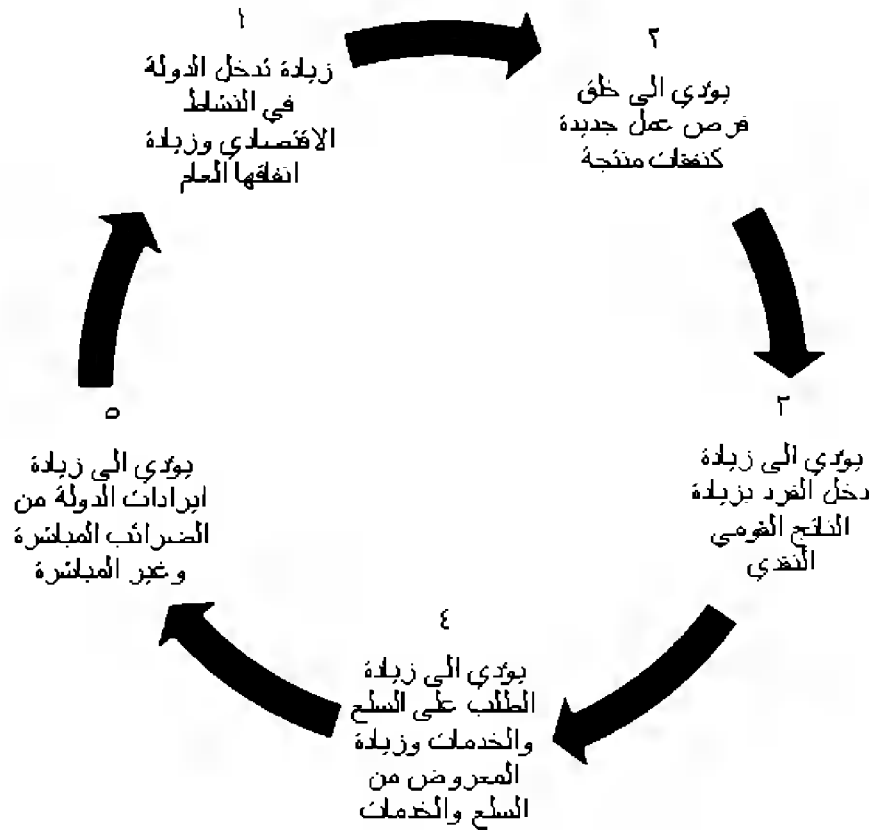 ١
زيادة تدخل الدولة
في النشاط
الاقتصادي وزيادة
انفاقها العام
٢
يؤدي الى خلق
فرص عمل جديدة
كنفقات منتجة
٣
يؤدي الى زيادة
دخل الفرد بزيادة
الناتج القومي
النقدي
٤
يؤدي الى زيادة
الطلب على السلع
والخدمات وزيادة
المعروض من
السلع والخدمات
٥
يؤدي الى زيادة
ايرادات الدولة من
الضرائب المباشرة
وغير المباشرة